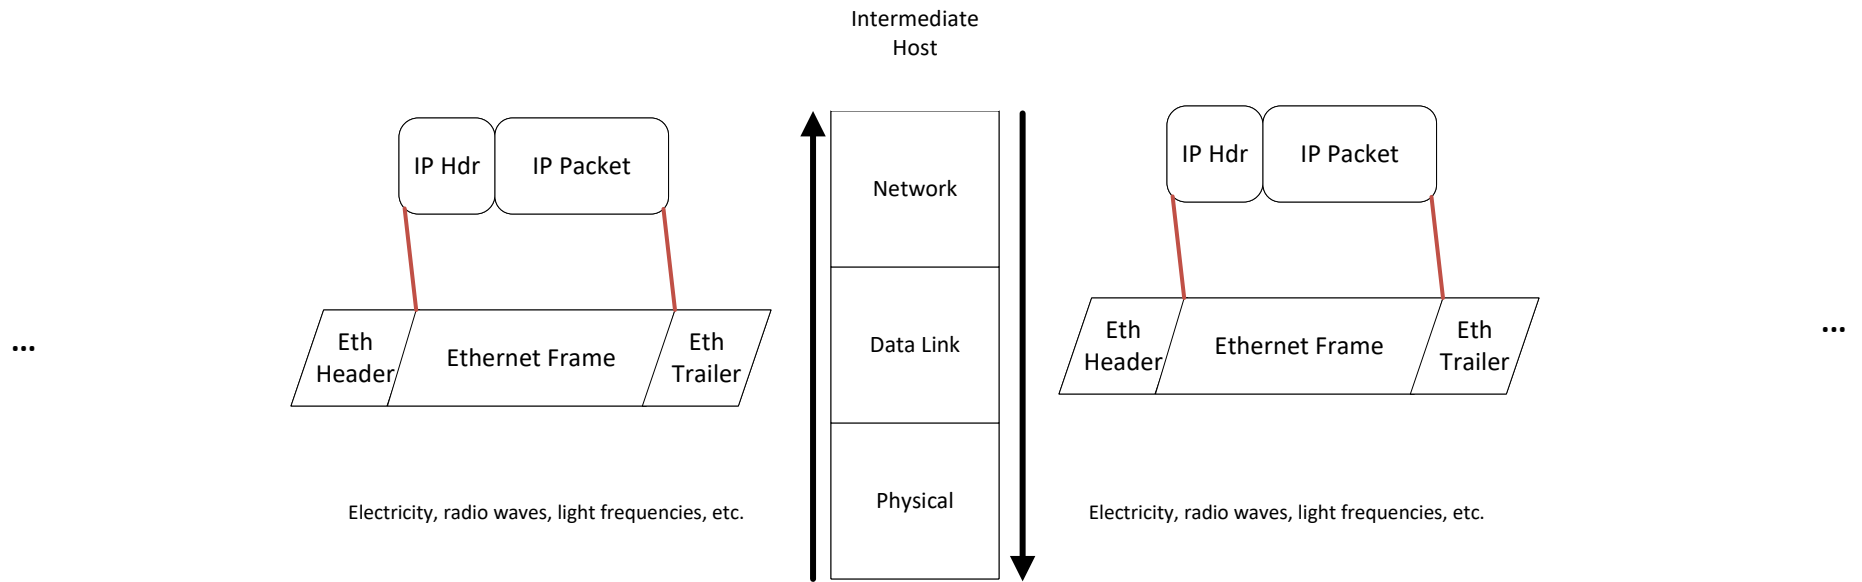 Intermediate
Host
IP Hdr
IP Packet
IP Hdr
IP Packet
Network
Eth
Header
Ethernet Frame
Eth
Trailer
Data Link
Eth
Header
Ethernet Frame
Eth
Trailer
...
...
Physical
Electricity, radio waves, light frequencies, etc.
Electricity, radio waves, light frequencies, etc.